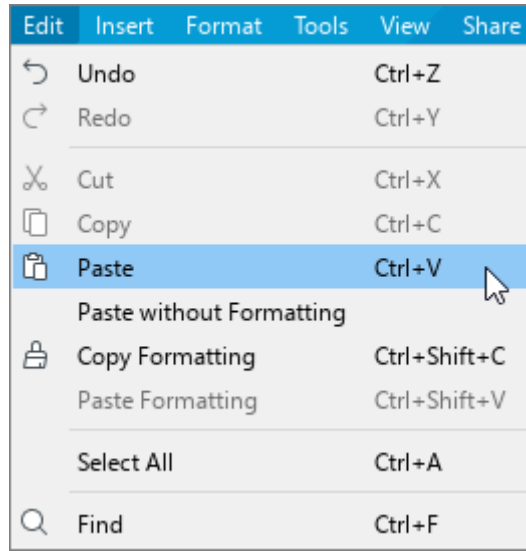 Edit Insert Format Tools View Share
Undo Ctrl+Z
Redo Ctrl+Y
Cut Ctrl+X
Copy Ctrl+C
Paste Ctrl+V
Paste without Formatting
Copy Formatting Ctrl+Shift+C
Paste Formatting Ctrl+Shift+V
Select All Ctrl+A
Find Ctrl+F